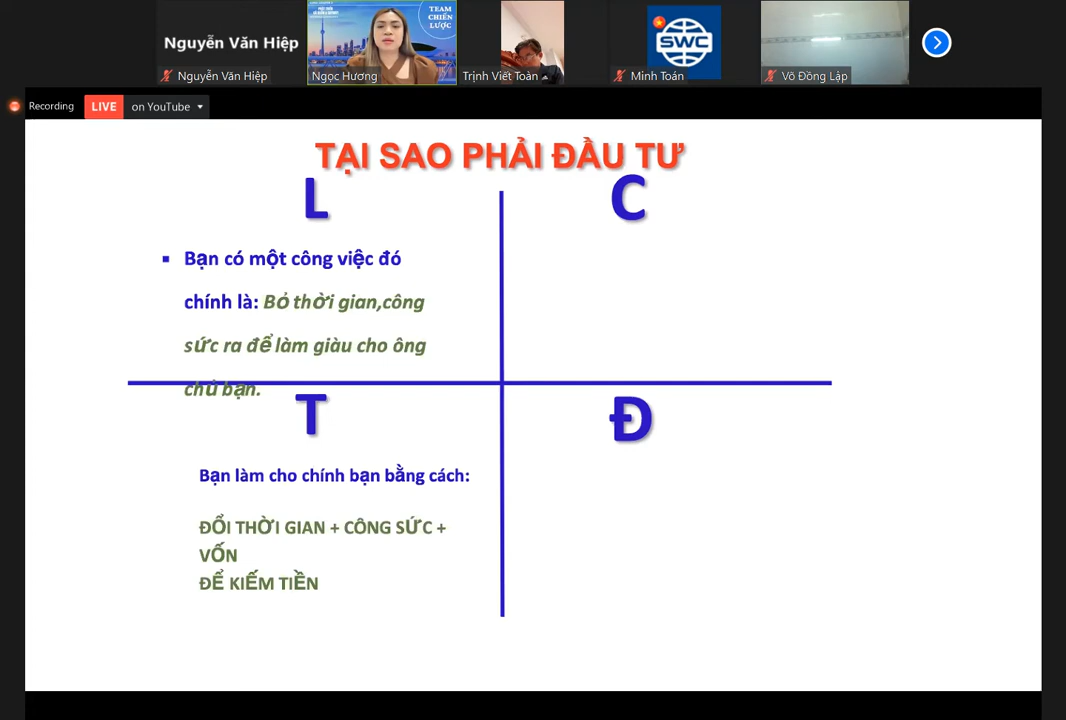 Nguyễn Văn Hiệp
TEAM
CHIẾN
LƯỢC
SWC
Nguyễn Văn Hiệp
Ngọc Hương
Trịnh Viết Toàn
Minh Toán
Võ Đồng Lập
Recording
LIVE
on YouTube
TẠI SAO PHẢI ĐẦU TƯ
L
C
Bạn có một công việc đó
chính là: Bỏ thời gian,công
sức ra để làm giàu cho ông
chủ bạn.
T
Đ
Bạn làm cho chính bạn bằng cách:
ĐỔI THỜI GIAN + CÔNG SỨC +
VỐN
ĐỂ KIẾM TIỀN